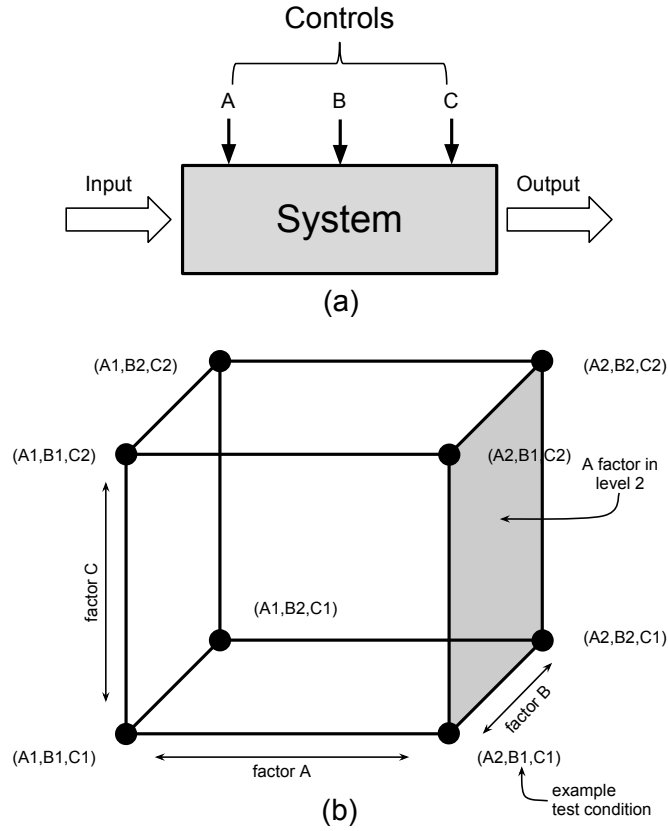 Controls
A B C
Input
Output
System
(a)
(A1,B2,C2)
(A2,B2,C2)
(A1,B1,C2)
(A2,B1,C2)
A factor in
level 2
factor C
(A1,B2,C1)
(A2,B2,C1)
factor B
(A1,B1,C1)
factor A
(A2,B1,C1)
example
test condition
(b)